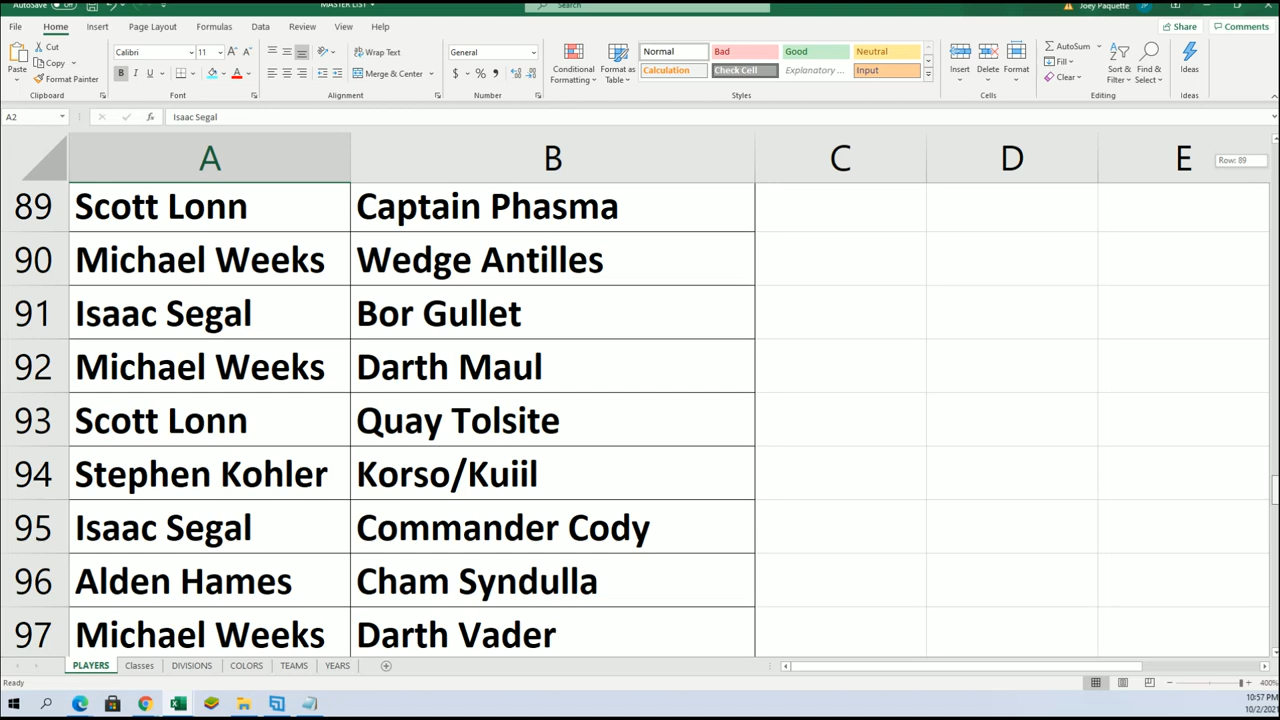 AutoSave Off MASTER LIST Search Joey Paquette
File Home Insert Page Layout Formulas Data Review View Help Share Comments
Paste Cut Copy Format Painter Clipboard
Calibri 11 B I U Font
Wrap Text Merge & Center Alignment
General $ % Number
Conditional Formatting Format as Table Normal Bad Good Neutral
Calculation Check Cell Explanatory ... Input Styles
Insert Delete Format Cells
AutoSum Fill Clear Sort & Filter Find & Select Editing
Ideas Ideas
A2 fx Isaac Segal
A B C D E Row: 89
89 Scott Lonn Captain Phasma
90 Michael Weeks Wedge Antilles
91 Isaac Segal Bor Gullet
92 Michael Weeks Darth Maul
93 Scott Lonn Quay Tolsite
94 Stephen Kohler Korso/Kuiil
95 Isaac Segal Commander Cody
96 Alden Hames Cham Syndulla
97 Michael Weeks Darth Vader
PLAYERS Classes DIVISIONS COLORS TEAMS YEARS
Ready 400%
10:57 PM